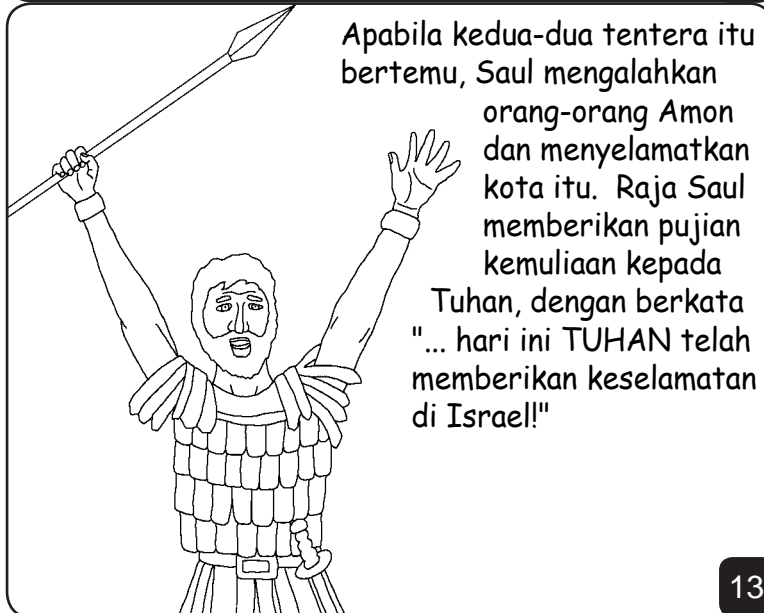 Apabila kedua-dua tentera itu
bertemu, Saul mengalahkan
orang-orang Amon
dan menyelamatkan
kota itu.  Raja Saul
memberikan pujian
kemuliaan kepada
Tuhan, dengan berkata
"... hari ini TUHAN telah
memberikan keselamatan
di Israel!"
13